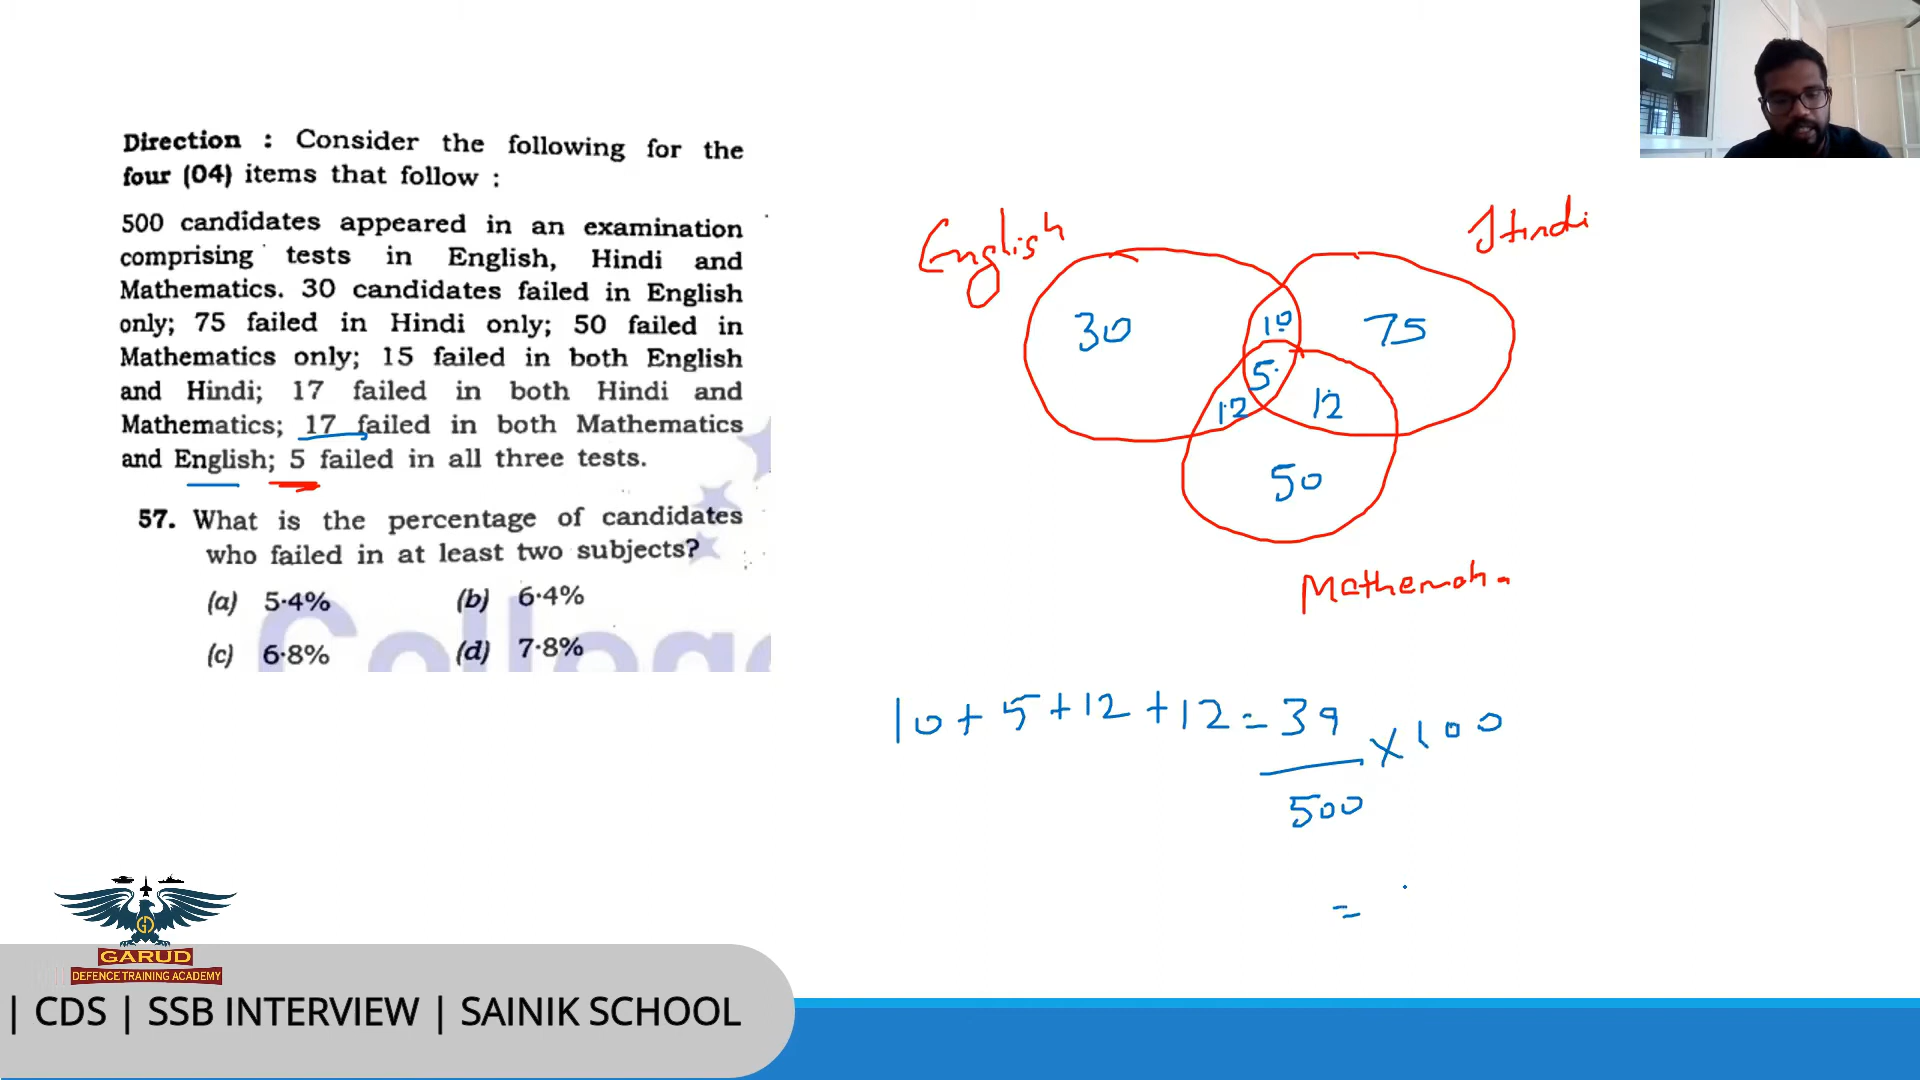 Direction : Consider the following for the
four (04) items that follow :
500 candidates appeared in an examination
comprising tests in English, Hindi and
Mathematics. 30 candidates failed in English
only; 75 failed in Hindi only; 50 failed in
Mathematics only; 15 failed in both English
and Hindi; 17 failed in both Hindi and
Mathematics; 17 failed in both Mathematics
and English; 5 failed in all three tests.
57. What is the percentage of candidates
who failed in at least two subjects?
(a) 5·4% (b) 6·4%
(c) 6·8% (d) 7·8%
College
English
Hindi
30
10
75
5
12
12
50
10 + 5 + 12 + 12 = 39
× 100
500
=
GARUD
DEFENCE TRAINING ACADEMY
| CDS | SSB INTERVIEW | SAINIK SCHOOL